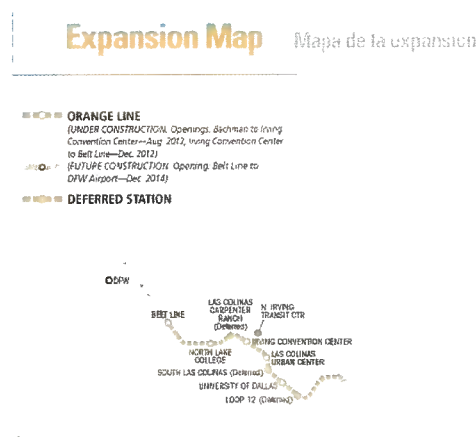 Expansion Map
Mapa de la expansion
ORANGE LINE
(UNDER CONSTRUCTION. Openings. Bachman to Irving
Convention Center—Aug. 2012, Irving Convention Center
to Belt Line—Dec. 2012)
(FUTURE CONSTRUCTION. Opening. Belt Line to
DFW Airport—Dec. 2014)
DEFERRED STATION
DFW
BELT LINE
LAS COLINAS
CARPENTER
RANCH
(Deferred)
N. IRVING
TRANSIT CTR
IRVING CONVENTION CENTER
NORTH LAKE
COLLEGE
LAS COLINAS
URBAN CENTER
SOUTH LAS COLINAS (Deferred)
UNIVERSITY OF DALLAS
LOOP 12 (Deferred)